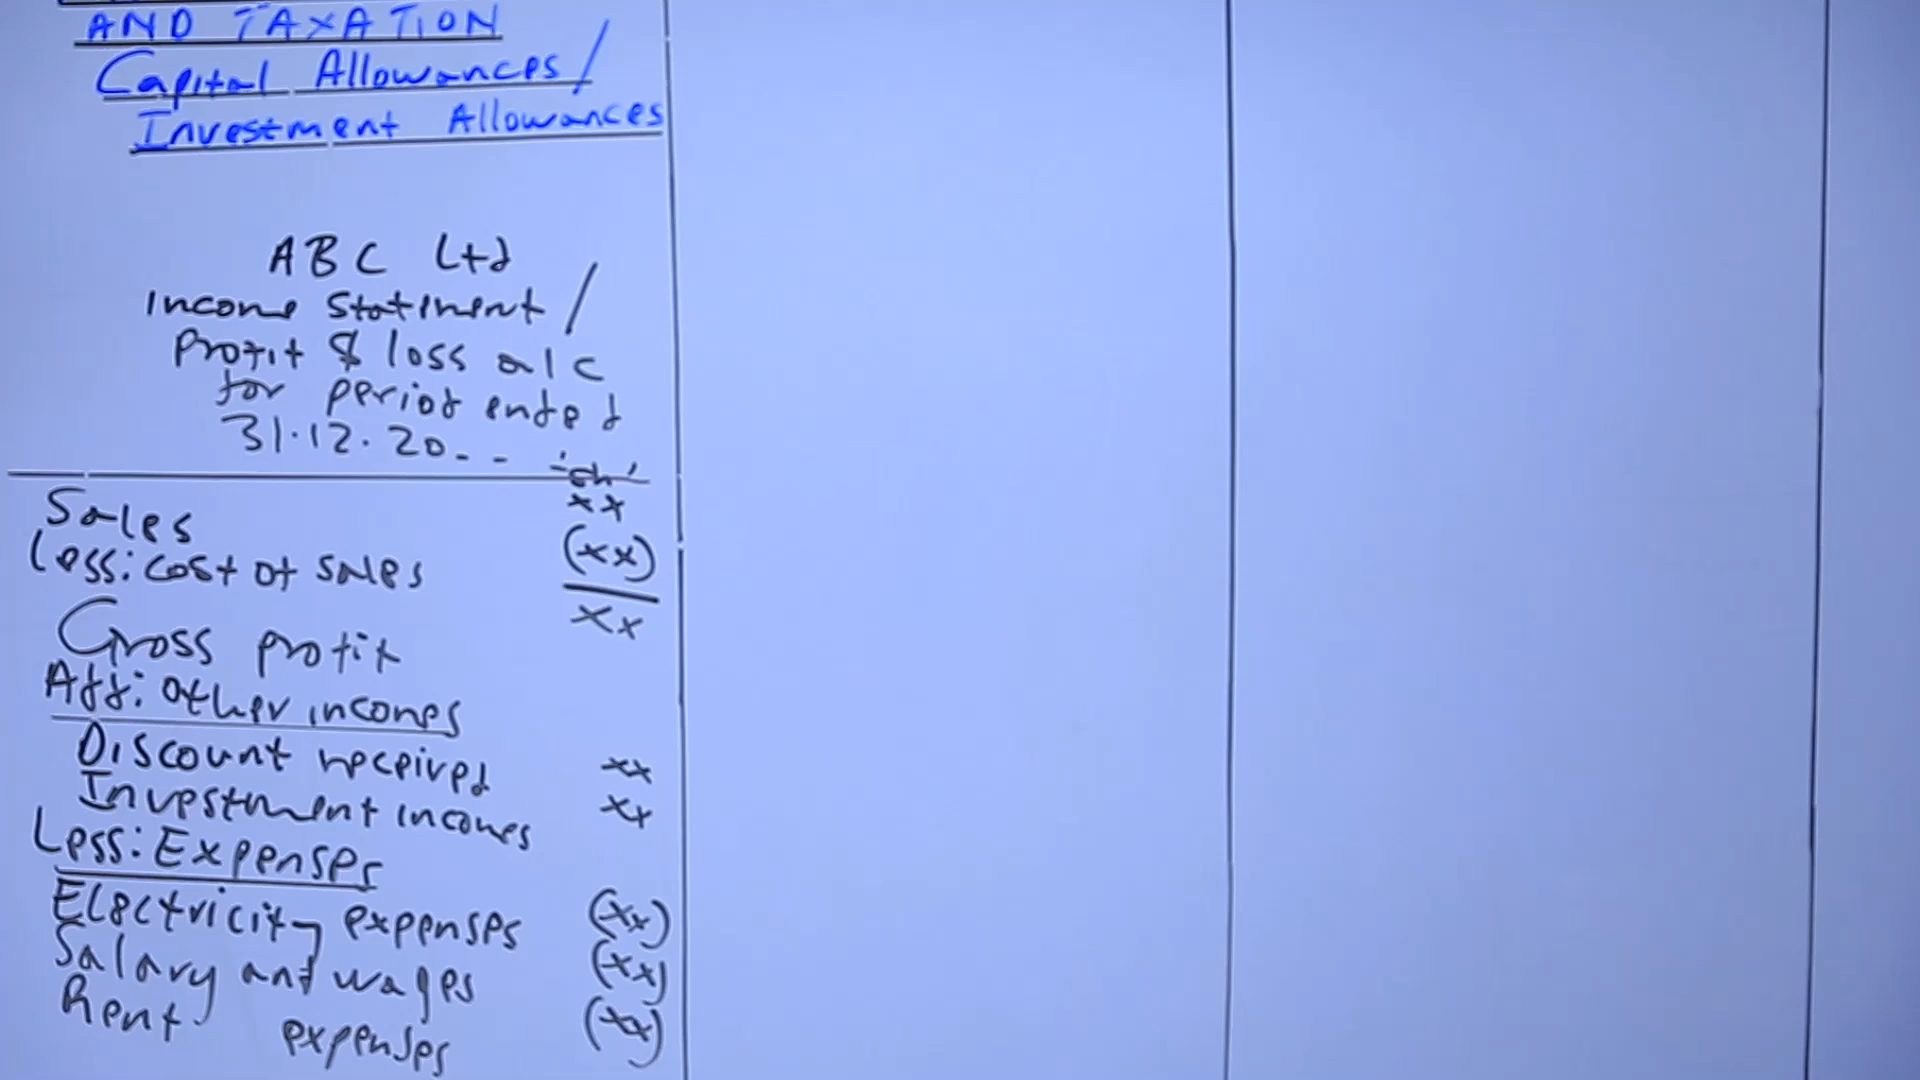 AND TAXATION
Capital Allowances/
Investment Allowances
ABC Ltd
Income Statement/
Profit & loss a/c
for period ended
31.12.20_ _ 'sh'
Sales xx
Less: cost of sales (xx)
Gross profit xx
Add: other incomes
Discount received xx
Investment incomes xx
Less: Expenses
Electricity expenses (xx)
Salary and wages (xx)
Rent expenses (xx)